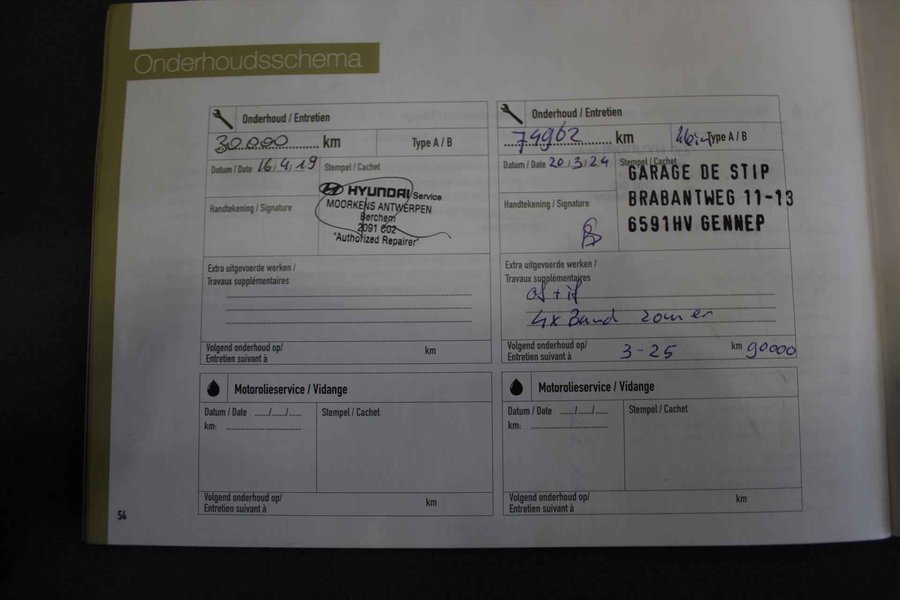 Onderhoudsschema
Onderhoud / Entretien
30.000 km
Type A / B
Datum / Date 16/4/19
Stempel / Cachet
HYUNDAI Service
MOORKENS ANTWERPEN
Berchem
2091 C02
"Authorized Repairer"
Handtekening / Signature
Extra uitgevoerde werken /
Travaux supplémentaires
Volgend onderhoud op/
Entretien suivant à
km
Motorolieservice / Vidange
Datum / Date ....../....../......
Stempel / Cachet
km:
Volgend onderhoud op/
Entretien suivant à
km
Onderhoud / Entretien
74962 km
Type A / B
Datum / Date 20/3/24
Stempel / Cachet
GARAGE DE STIP
BRABANTWEG 11-13
6591HV GENNEP
Handtekening / Signature
Extra uitgevoerde werken /
Travaux supplémentaires
of + if
4x Band zomer
Volgend onderhoud op/
Entretien suivant à
3-25
km 90000
Motorolieservice / Vidange
Datum / Date ....../....../......
Stempel / Cachet
km:
Volgend onderhoud op/
Entretien suivant à
km
54